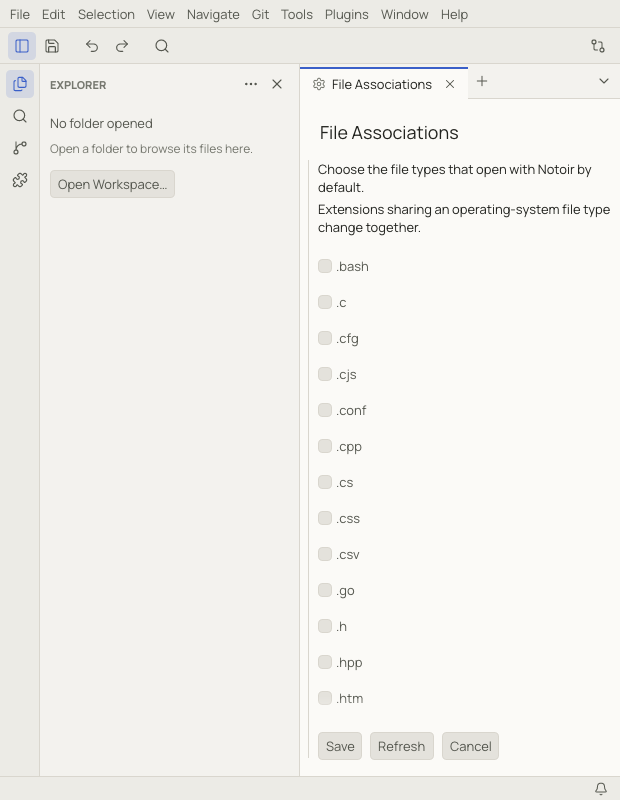 File Edit Selection View Navigate Git Tools Plugins Window Help
EXPLORER
No folder opened
Open a folder to browse its files here.
Open Workspace...
File Associations
File Associations
Choose the file types that open with Notoir by
default.
Extensions sharing an operating-system file type
change together.
.bash
.c
.cfg
.cjs
.conf
.cpp
.cs
.css
.csv
.go
.h
.hpp
.htm
Save Refresh Cancel